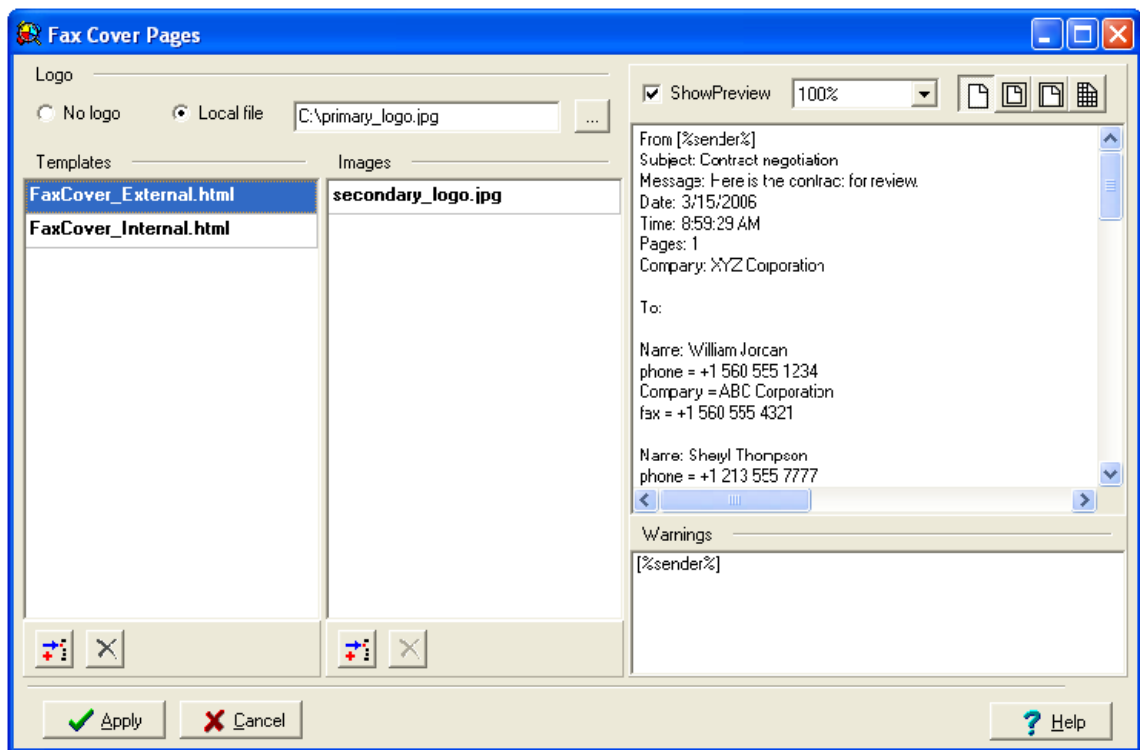 Fax Cover Pages
Logo
No logo
Local file
C:\primary_logo.jpg
...
Templates
FaxCover_External.html
FaxCover_Internal.html
Images
secondary_logo.jpg
ShowPreview
100%
From [%sender%]
Subject: Contract negotiation
Message: Here is the contract for review.
Date: 3/15/2006
Time: 8:59:29 AM
Pages: 1
Company: XYZ Corporation
To:
Name: William Jorcan
phone = +1 560 555 1234
Company = ABC Corporation
fax = +1 560 555 4321
Name: Sheryl Thompson
phone = +1 213 555 7777
Warnings
[%sender%]
Apply
Cancel
Help